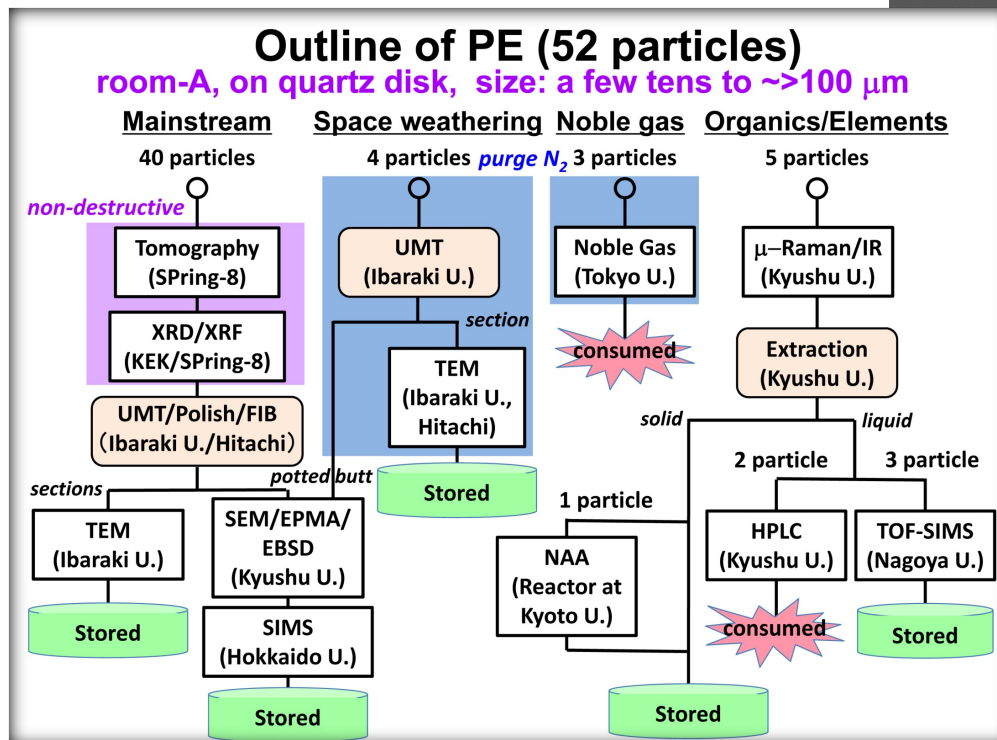 Outline of PE (52 particles)
room-A, on quartz disk, size: a few tens to ~>100 μm
Mainstream
40 particles
non-destructive
Tomography
(SPring-8)
XRD/XRF
(KEK/SPring-8)
UMT/Polish/FIB
(Ibaraki U./Hitachi)
sections
TEM
(Ibaraki U.)
Stored
potted butt
SEM/EPMA/
EBSD
(Kyushu U.)
SIMS
(Hokkaido U.)
Stored
Space weathering
4 particles
purge N₂
UMT
(Ibaraki U.)
section
TEM
(Ibaraki U.,
Hitachi)
Stored
Noble gas
3 particles
Noble Gas
(Tokyo U.)
consumed
Organics/Elements
5 particles
μ−Raman/IR
(Kyushu U.)
Extraction
(Kyushu U.)
solid
1 particle
NAA
(Reactor at
Kyoto U.)
Stored
liquid
2 particle
HPLC
(Kyushu U.)
consumed
3 particle
TOF-SIMS
(Nagoya U.)
Stored